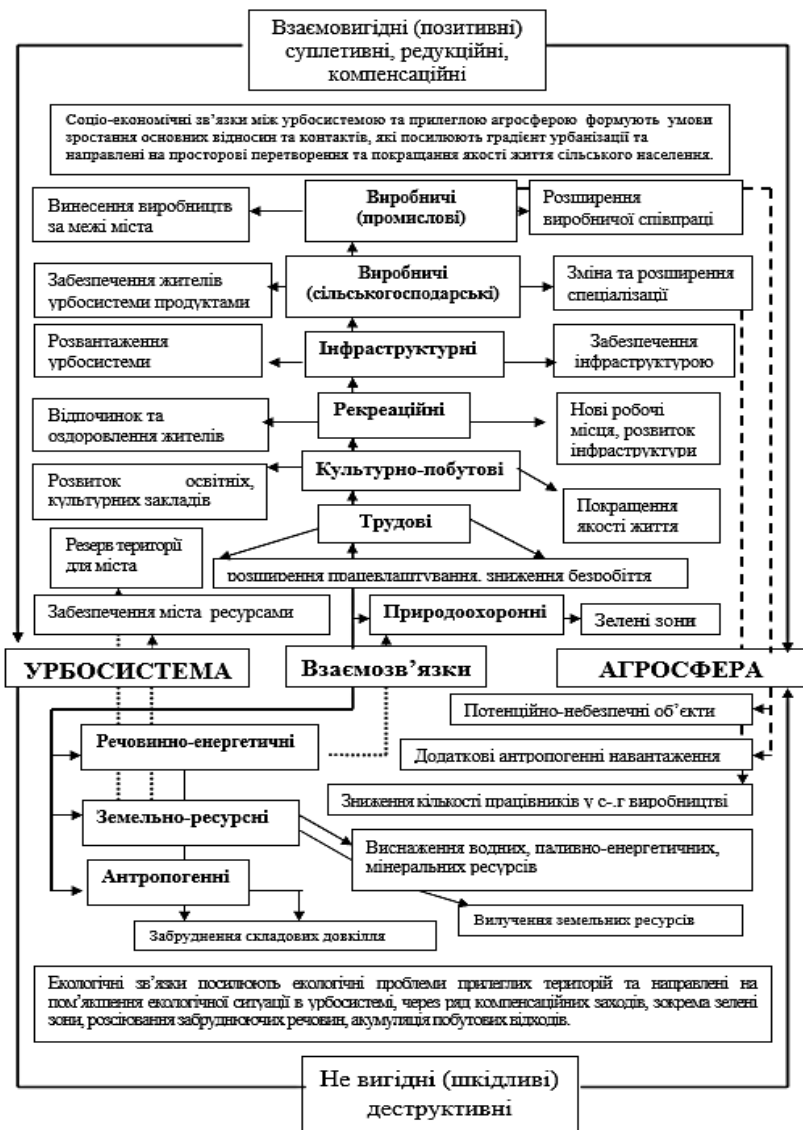 Взаємовигідні (позитивні)
суплетивні, редукційні,
компенсаційні
Соціо-економічні зв’язки між урбосистемою та прилеглою агросферою формують умови
зростання основних відносин та контактів, які посилюють градієнт урбанізації та
направлені на просторові перетворення та покращання якості життя сільського населення.
Винесення виробництв
за межі міста
Виробничі
(промислові)
Розширення
виробничої співпраці
Забезпечення жителів
урбосистеми продуктами
Виробничі
(сільськогосподарські)
Зміна та розширення
спеціалізації
Розвантаження
урбосистеми
Інфраструктурні
Забезпечення
інфраструктурою
Відпочинок та
оздоровлення жителів
Рекреаційні
Нові робочі
місця, розвиток
інфраструктури
Розвиток освітніх,
культурних закладів
Культурно-побутові
Покращення
якості життя
Трудові
Резерв території
для міста
розширення працевлаштування, зниження безробіття
Забезпечення міста ресурсами
Природоохоронні
Зелені зони
УРБОСИСТЕМА
Взаємозв’язки
АГРОСФЕРА
Потенційно-небезпечні об’єкти
Речовинно-енергетичні
Додаткові антропогенні навантаження
Зниження кількості працівників у с-.г виробництві
Земельно-ресурсні
Виснаження водних, паливно-енергетичних,
мінеральних ресурсів
Антропогенні
Вилучення земельних ресурсів
Забруднення складових довкілля
Екологічні зв’язки посилюють екологічні проблеми прилеглих територій та направлені на
пом’якшення екологічної ситуації в урбосистемі, через ряд компенсаційних заходів, зокрема зелені
зони, розсіювання забруднюючих речовин, акумуляція побутових відходів.
Не вигідні (шкідливі)
деструктивні